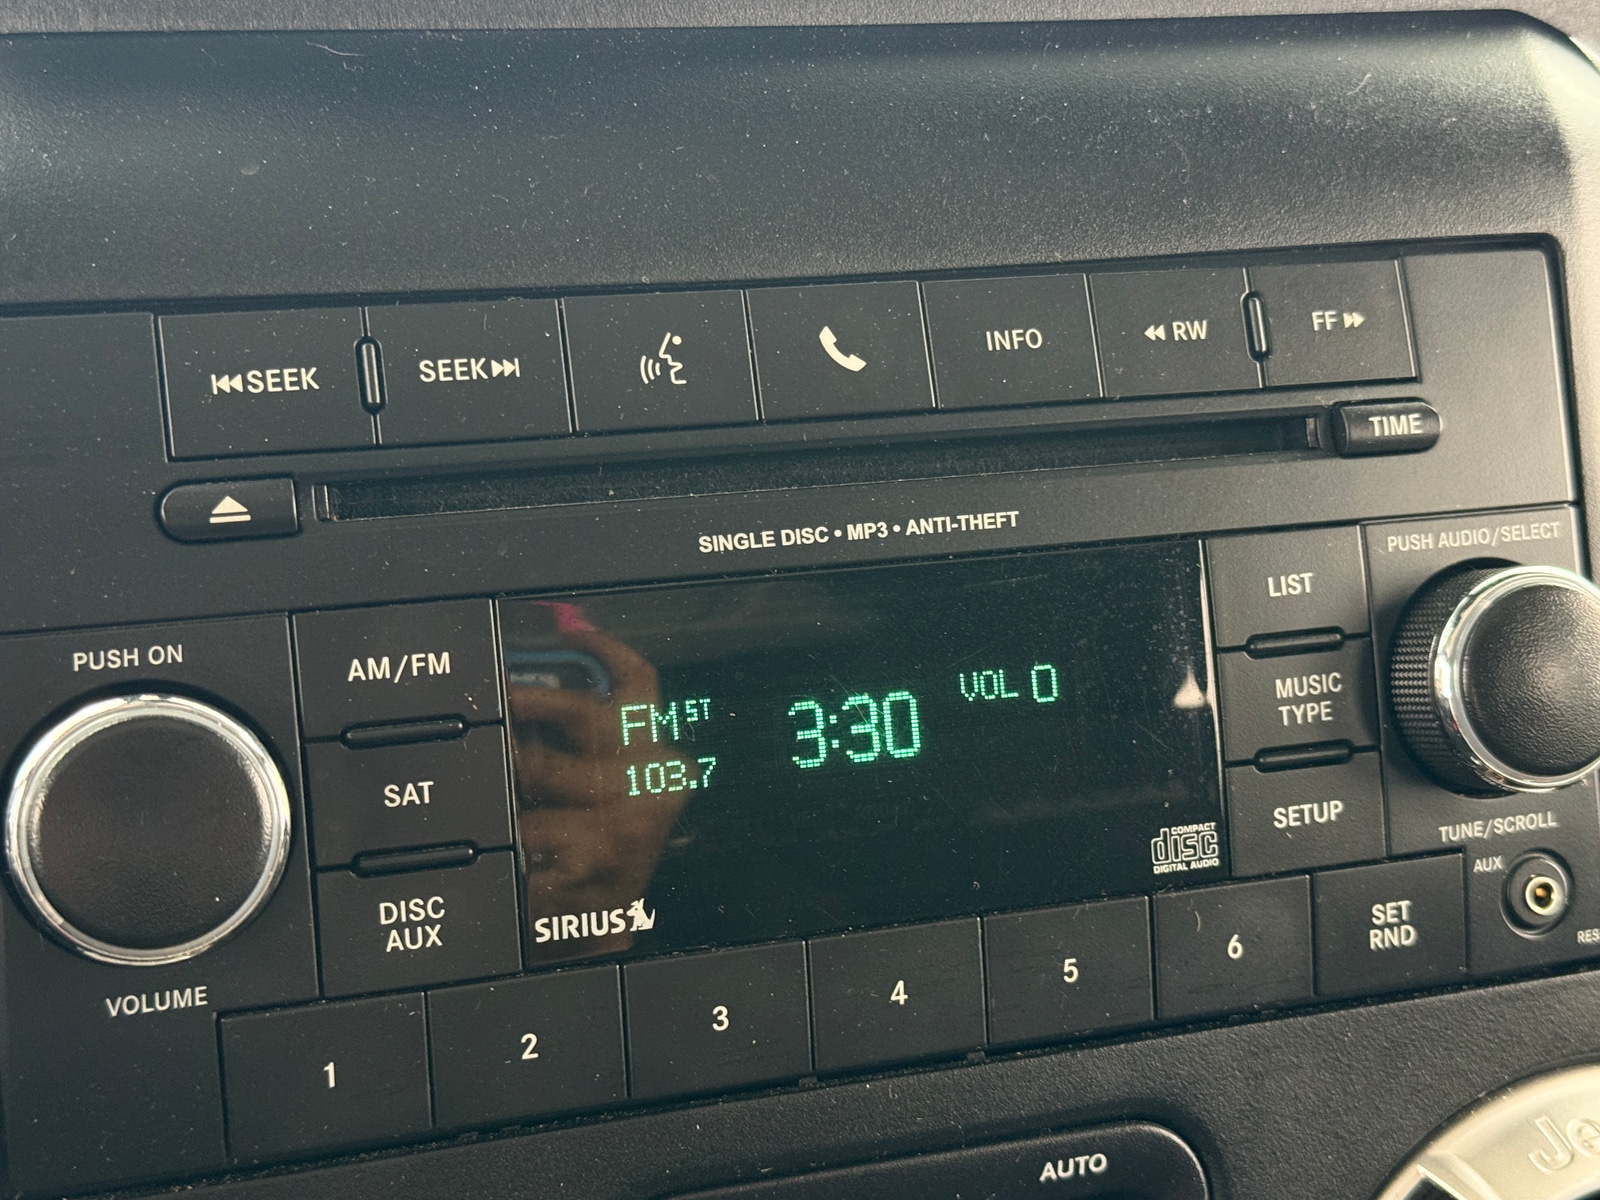 SEEK
SEEK
INFO
RW
FF
TIME
SINGLE DISC • MP3 • ANTI-THEFT
PUSH AUDIO/SELECT
PUSH ON
AM/FM
SAT
DISC
AUX
VOLUME
FM ST
103.7
3:30
VOL 0
SIRIUS
COMPACT
disc
DIGITAL AUDIO
LIST
MUSIC
TYPE
SETUP
TUNE/SCROLL
AUX
1
2
3
4
5
6
SET
RND
AUTO